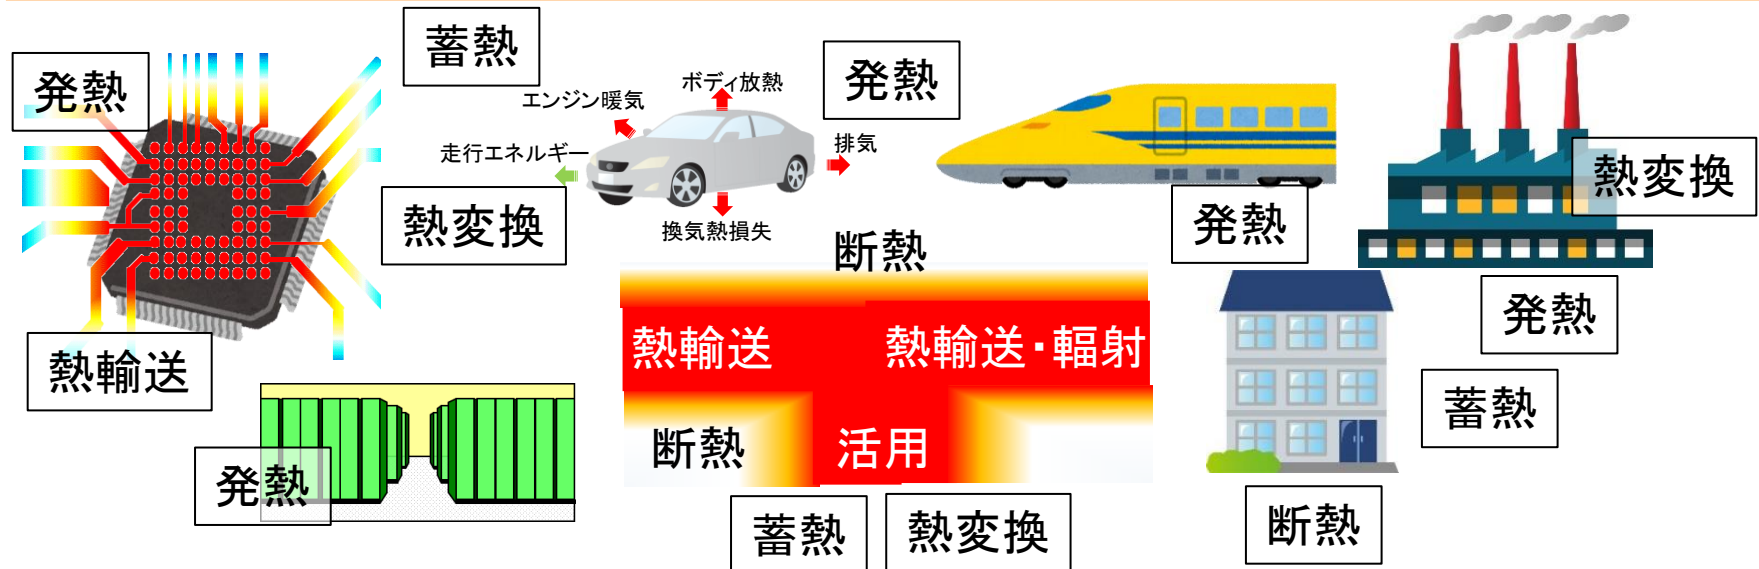 蓄熱
発熱
エンジン暖気
ボディ放熱
発熱
走行エネルギー
排気
熱変換
換気熱損失
熱変換
発熱
断熱
発熱
熱輸送
熱輸送・輻射
熱輸送
蓄熱
断熱
活用
発熱
断熱
蓄熱
熱変換